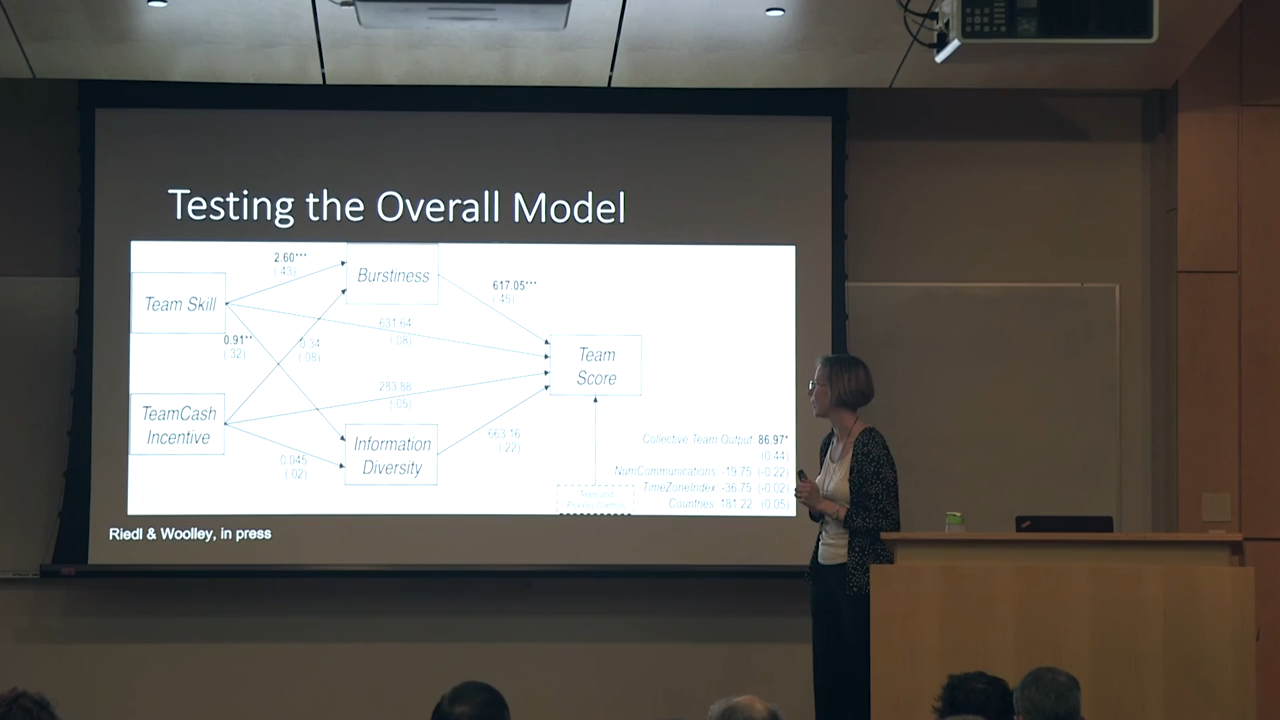 Testing the Overall Model
2.60***
(.43)
Burstiness
Team Skill
617.05***
(.45)
631.64
(.08)
0.91**
(.32)
0.34
(.08)
Team
Score
283.88
(.05)
TeamCash
Incentive
Information
Diversity
663.16
(.22)
0.045
(.02)
Collective Team Output: 86.97*
(0.44)
NumCommunications: -19.75 (-0.22)
TimeZoneIndex: -36.75 (-0.02)
Countries: 181.22 (0.05)
Riedl & Woolley, in press